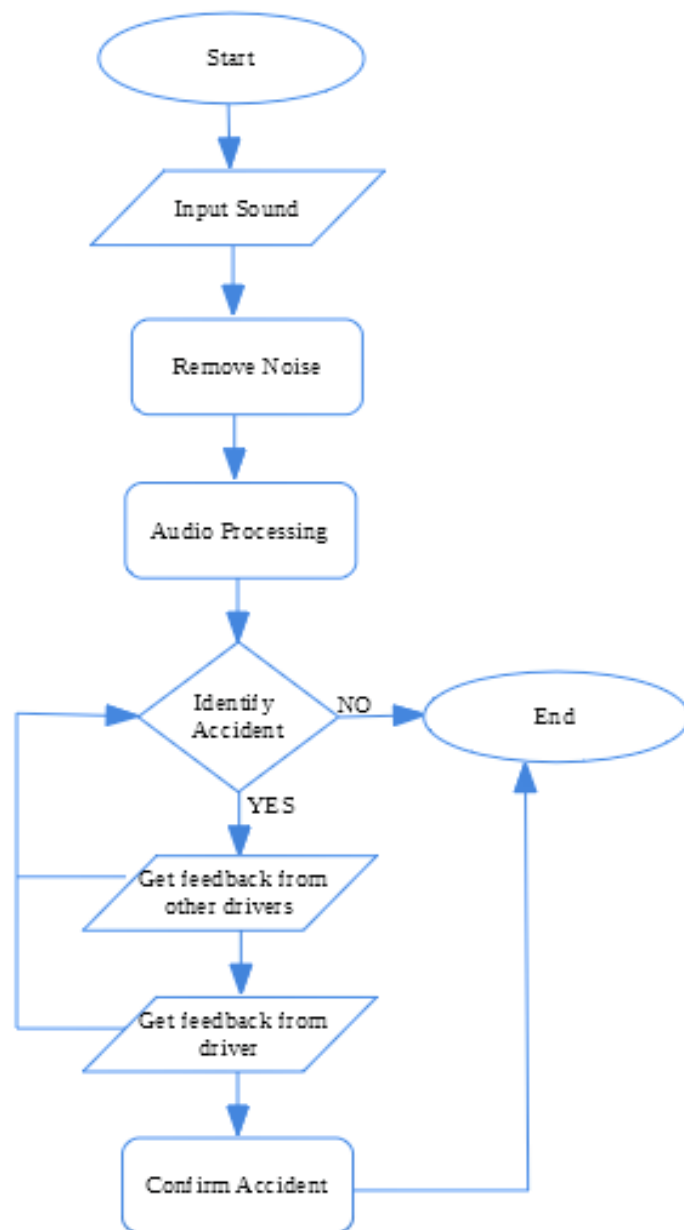 Start
Input Sound
Remove Noise
Audio Processing
Identify
Accident
NO
End
YES
Get feedback from
other drivers
Get feedback from
driver
Confirm Accident